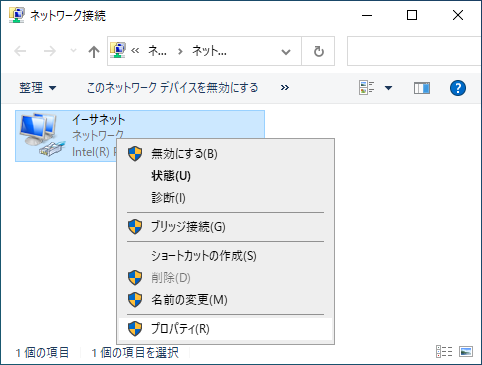 ネットワーク接続
« ネ... › ネット...
整理 このネットワーク デバイスを無効にする »
イーサネット
ネットワーク
Intel(R)
無効にする(B)
状態(U)
診断(I)
ブリッジ接続(G)
ショートカットの作成(S)
削除(D)
名前の変更(M)
プロパティ(R)
1 個の項目 1 個の項目を選択